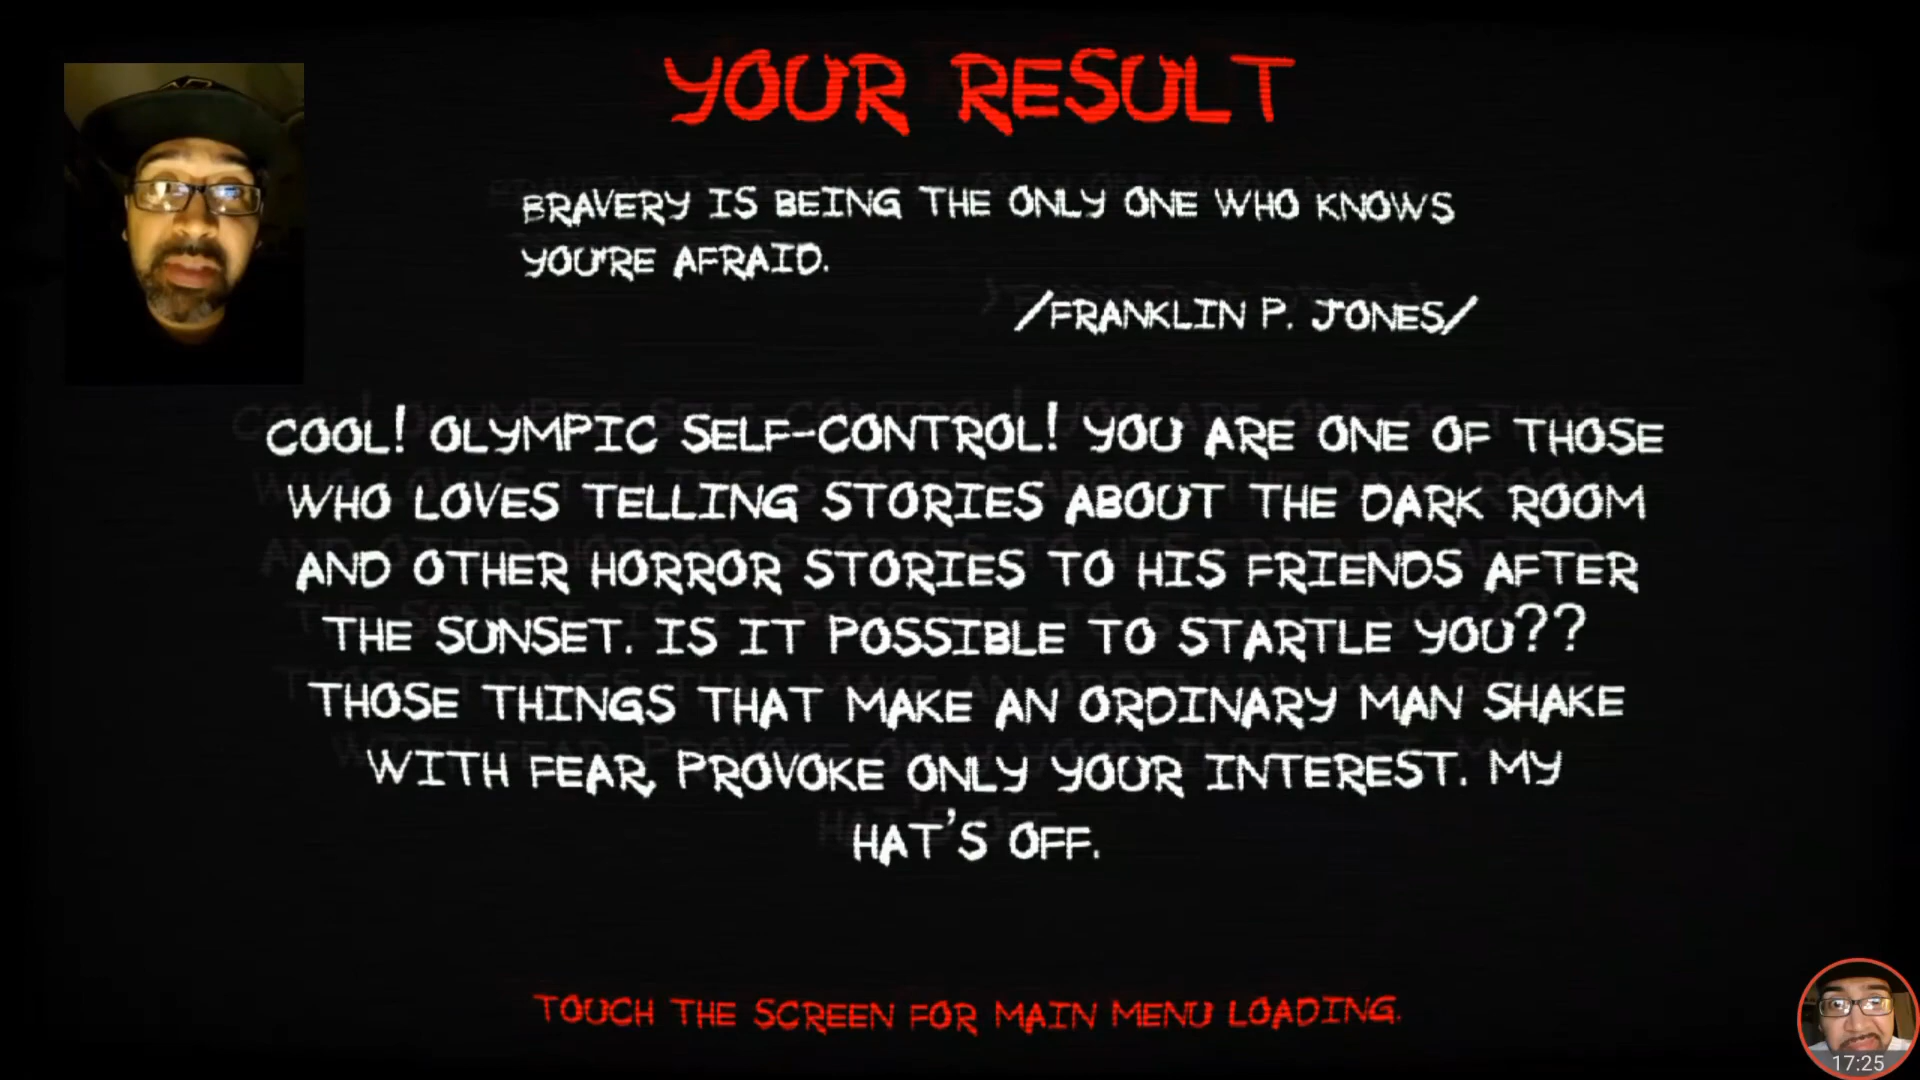 YOUR RESULT
BRAVERY IS BEING THE ONLY ONE WHO KNOWS
YOU'RE AFRAID.
/FRANKLIN P. JONES/
COOL! OLYMPIC SELF-CONTROL! YOU ARE ONE OF THOSE
WHO LOVES TELLING STORIES ABOUT THE DARK ROOM
AND OTHER HORROR STORIES TO HIS FRIENDS AFTER
THE SUNSET. IS IT POSSIBLE TO STARTLE YOU??
THOSE THINGS THAT MAKE AN ORDINARY MAN SHAKE
WITH FEAR, PROVOKE ONLY YOUR INTEREST. MY
HAT'S OFF.
TOUCH THE SCREEN FOR MAIN MENU LOADING.
17:25